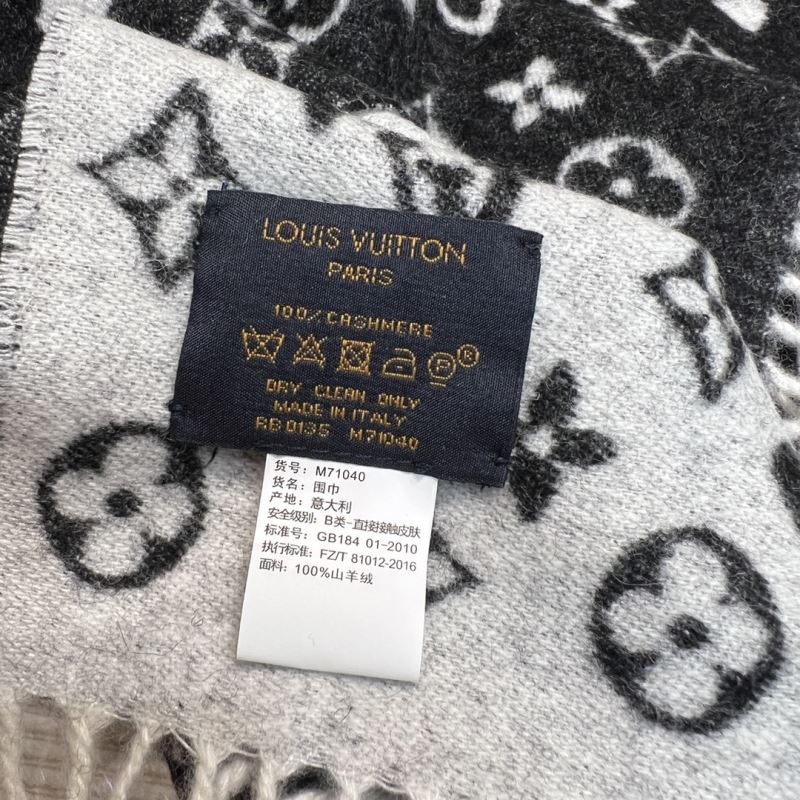 LOUIS VUITTON
PARIS
100% CASHMERE
P®
DRY CLEAN ONLY
MADE IN ITALY
RB0135 M71040
货号：M71040
货名：围巾
产地：意大利
安全级别：B类-直接接触皮肤
标准号：GB184 01-2010
执行标准：FZ/T 81012-2016
面料：100%山羊绒